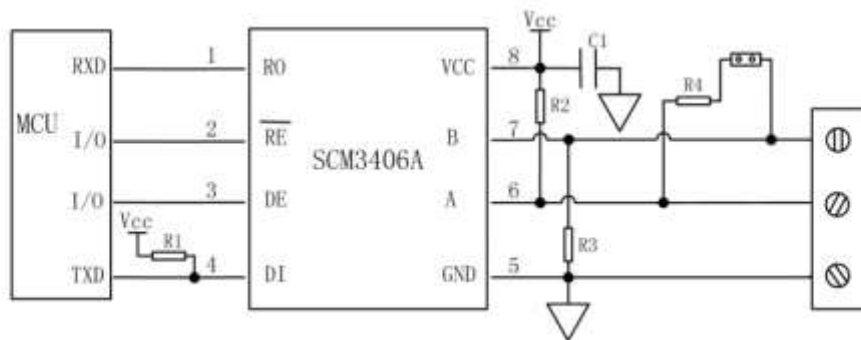 MCU
RXD
I/O
I/O
TXD
Vcc
R1
1
2
3
4
RO
RE
DE
DI
SCM3406A
VCC
B
A
GND
8
7
6
5
Vcc
C1
R2
R3
R4